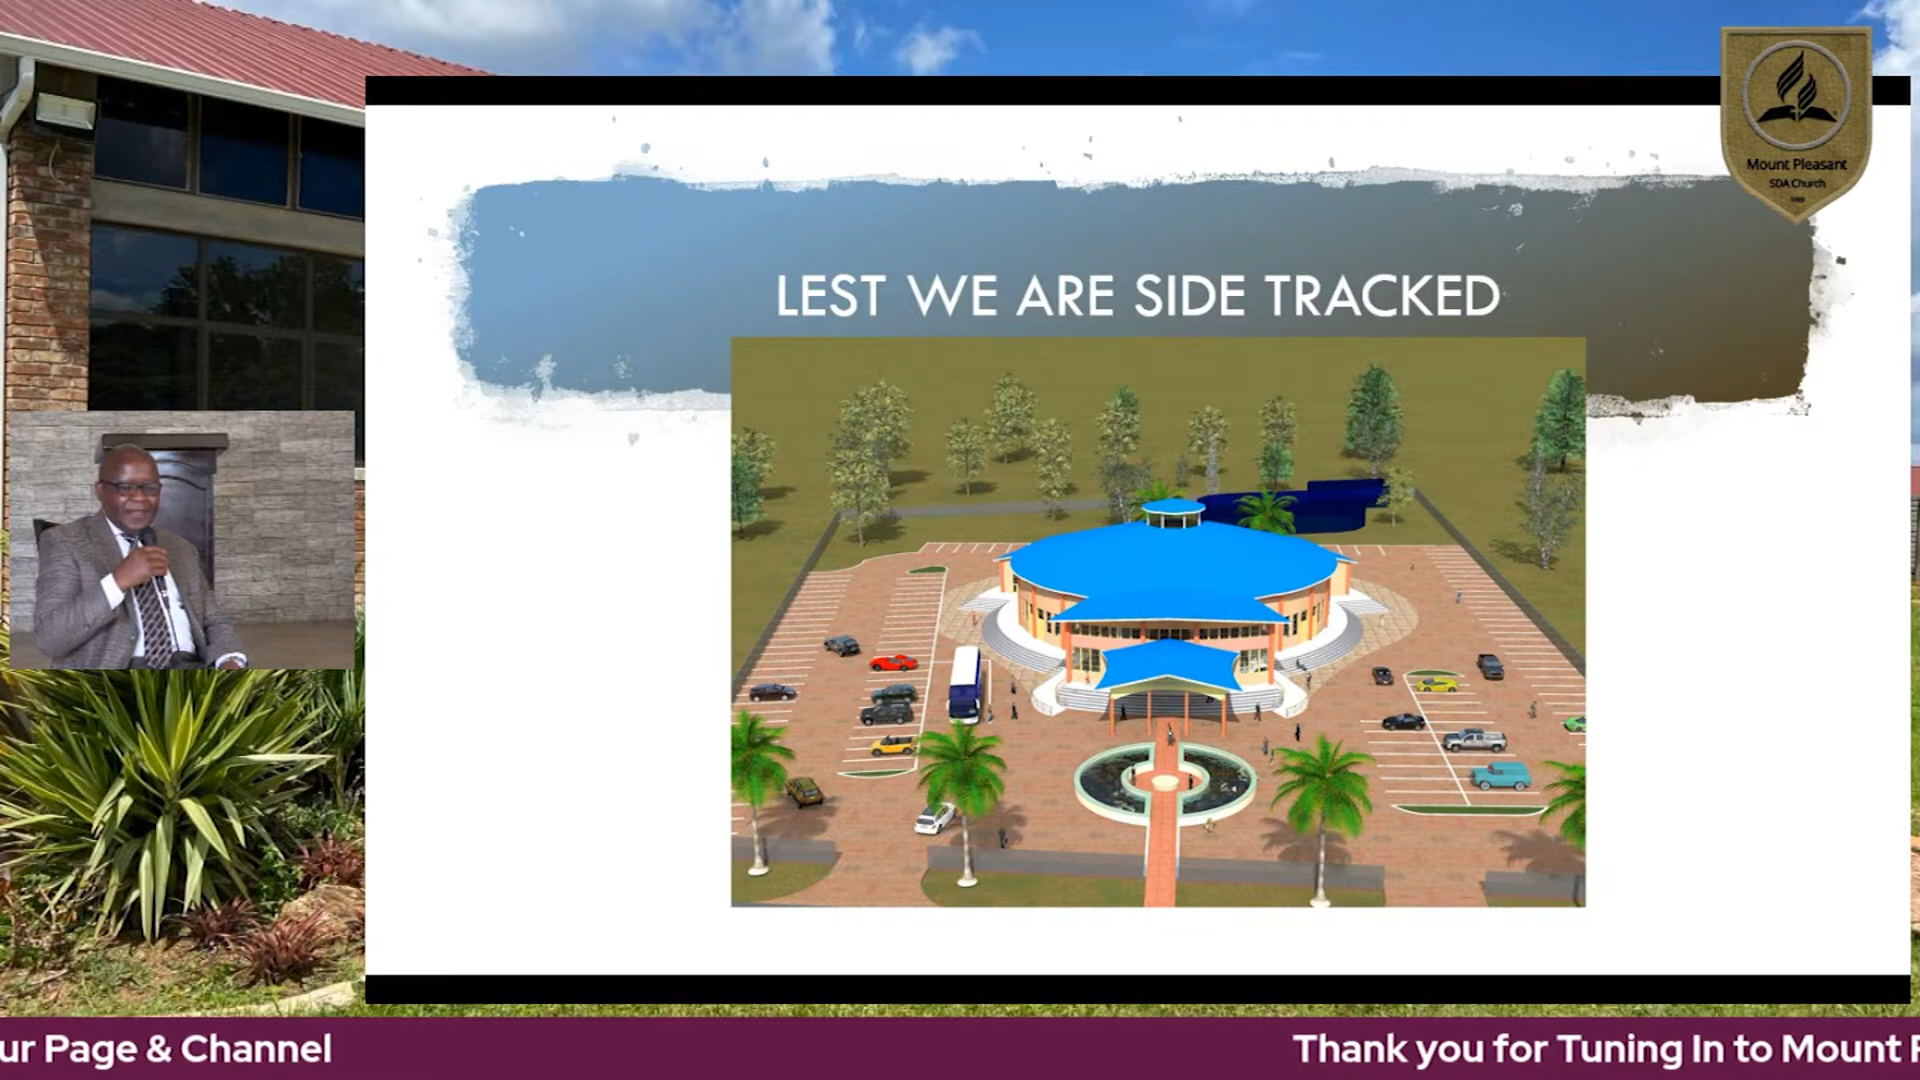 Mount Pleasant
SDA Church
LEST WE ARE SIDE TRACKED
ur Page & Channel
Thank you for Tuning In to Mount